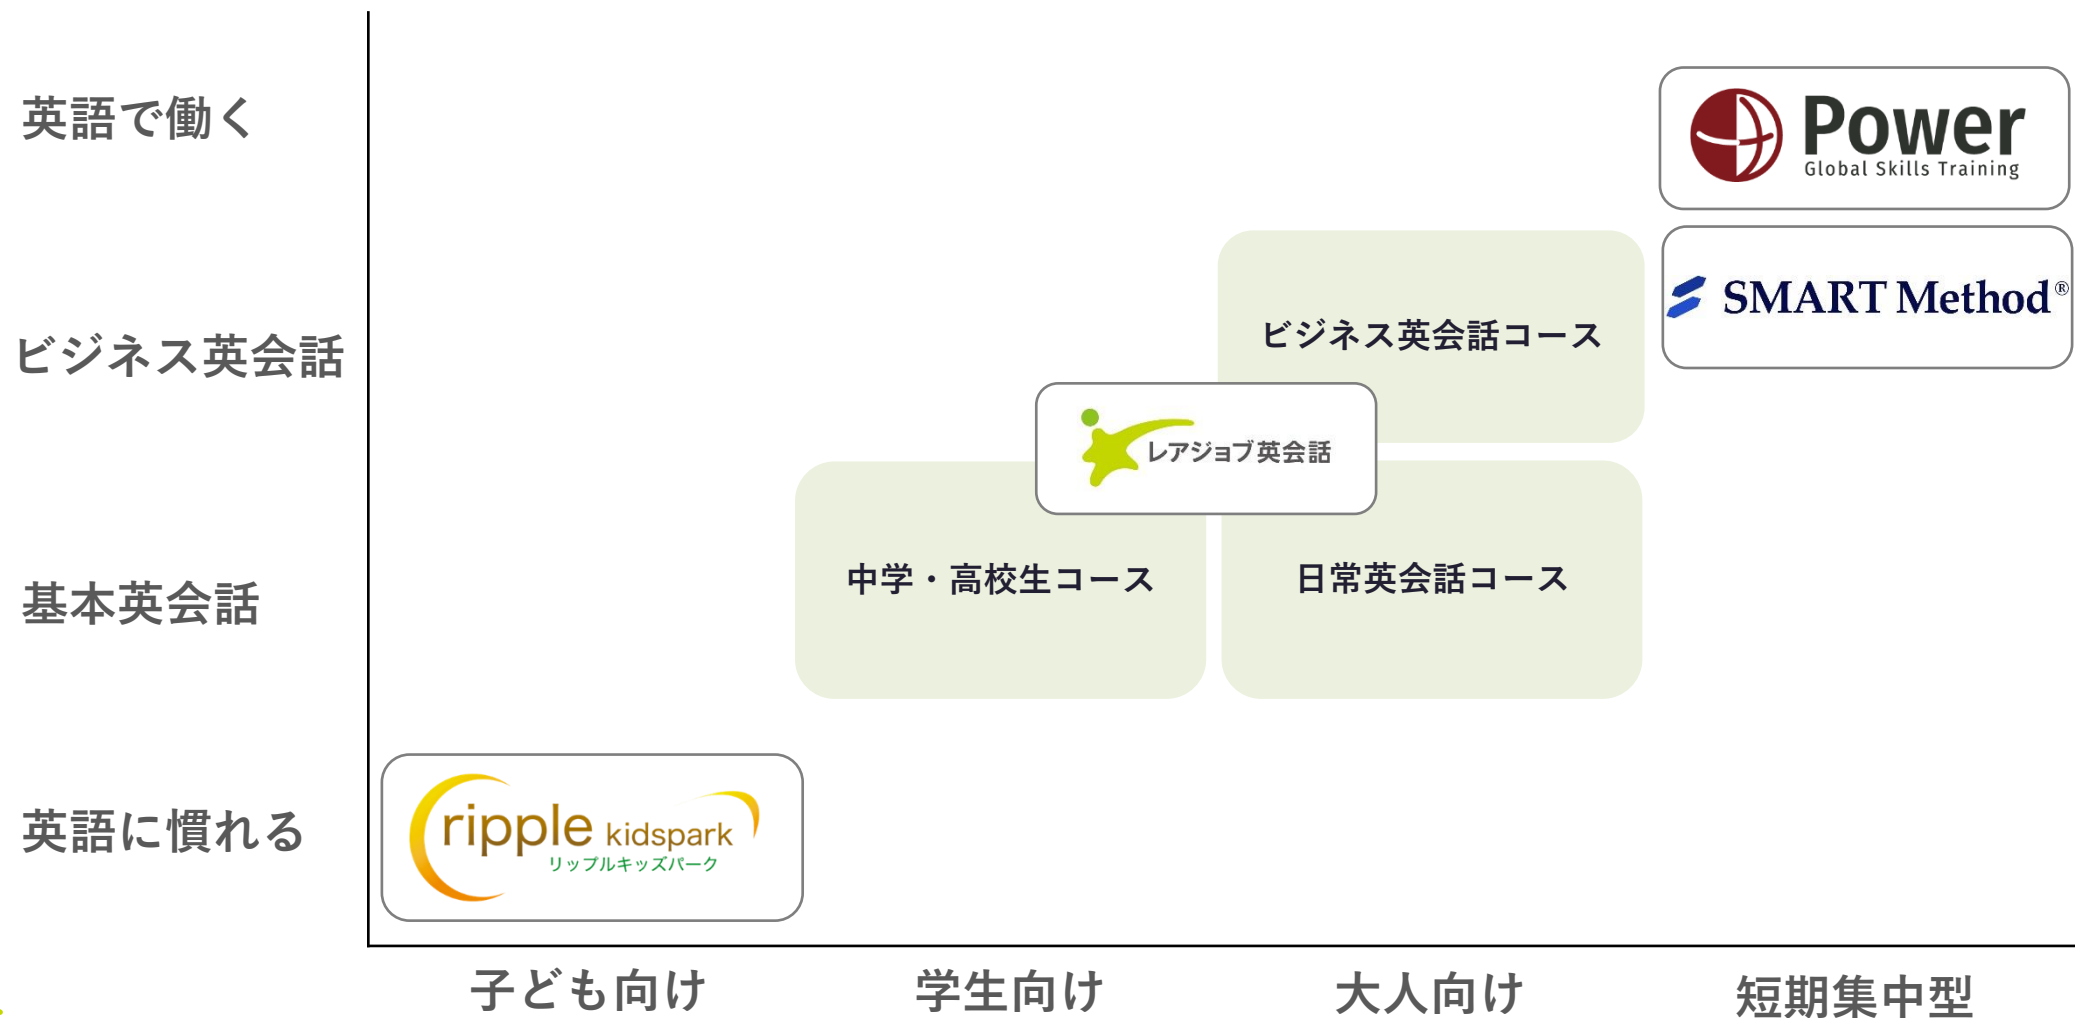 英語で働く
Power
Global Skills Training
SMART Method®
ビジネス英会話コース
ビジネス英会話
レアジョブ英会話
中学・高校生コース
日常英会話コース
基本英会話
ripple kidspark
リップルキッズパーク
英語に慣れる
子ども向け
学生向け
大人向け
短期集中型